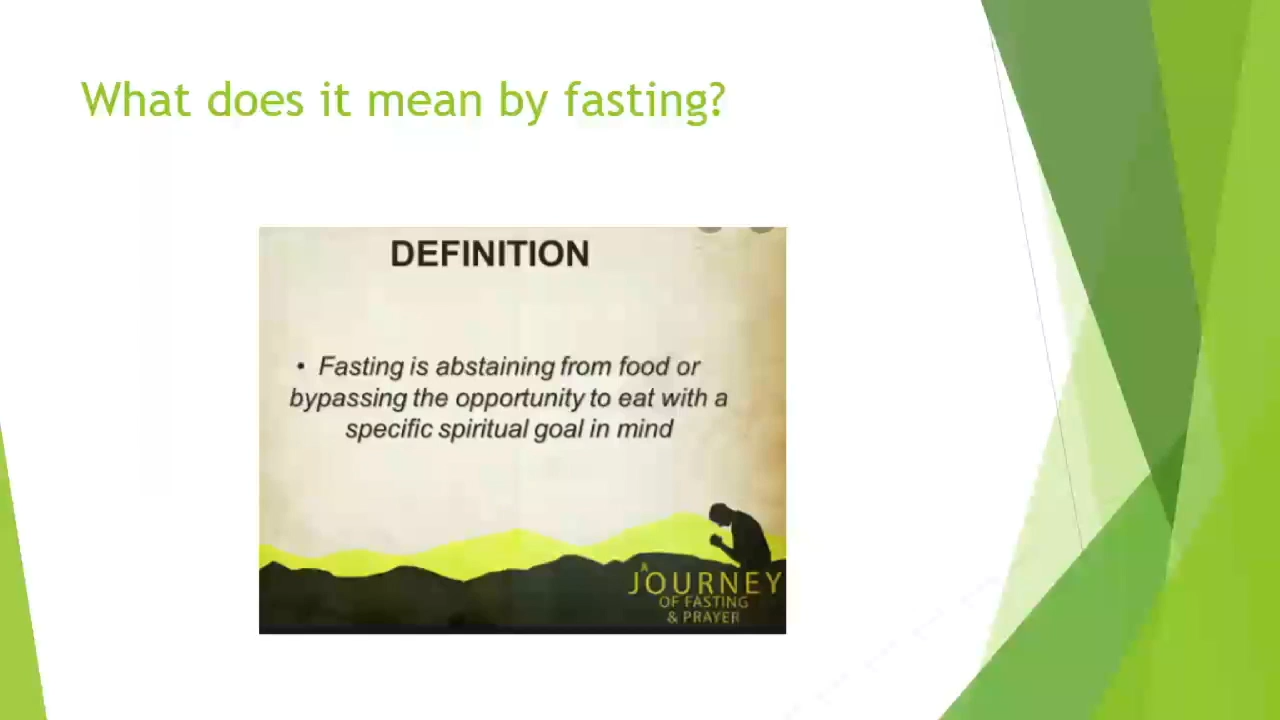 What does it mean by fasting?
DEFINITION
• Fasting is abstaining from food or
bypassing the opportunity to eat with a
specific spiritual goal in mind
A
JOURNEY
OF FASTING
& PRAYER